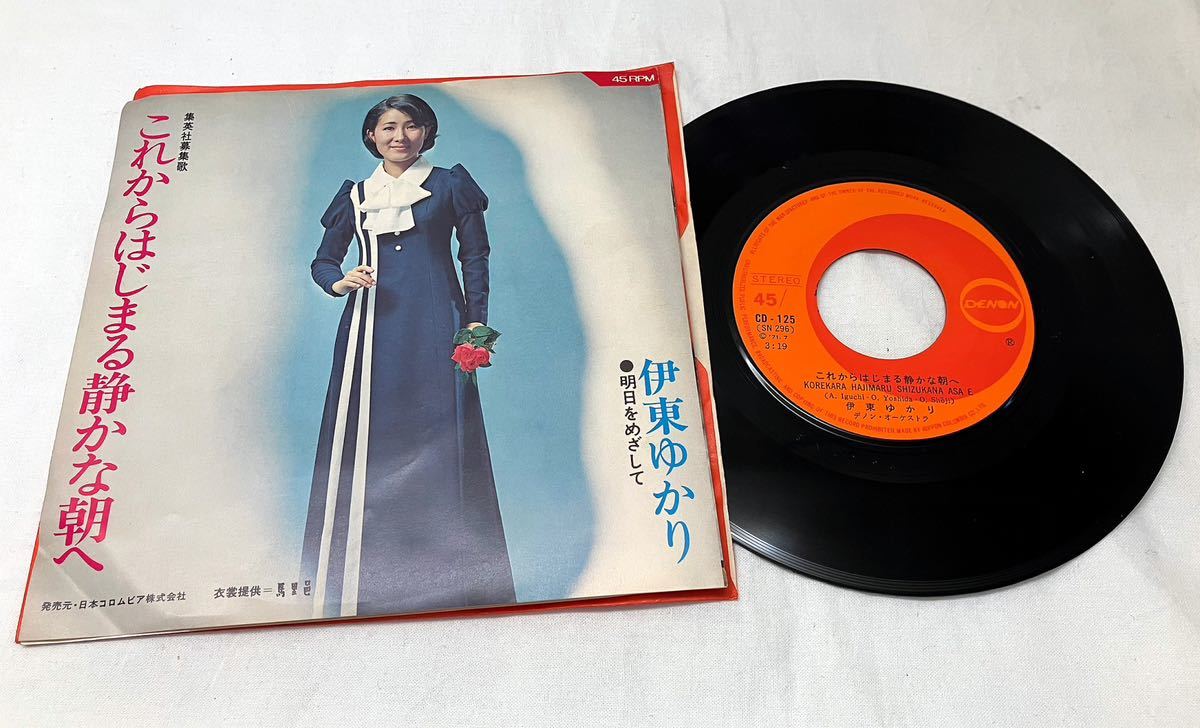 45 RPM
集英社募集歌
これからはじまる静かな朝へ
伊東ゆかり
●明日をめざして
発売元・日本コロムビア株式会社
衣裳提供=
STEREO
45/
CD-125
(SN 296)
Ⓟ'71.7
3:19
DENON
®
これからはじまる静かな朝へ
KOREKARA HAJIMARU SHIZUKANA ASA E
(A. Iguchi・O. Yoshida・O. Shōji)
伊東ゆかり
デノン・オーケストラ